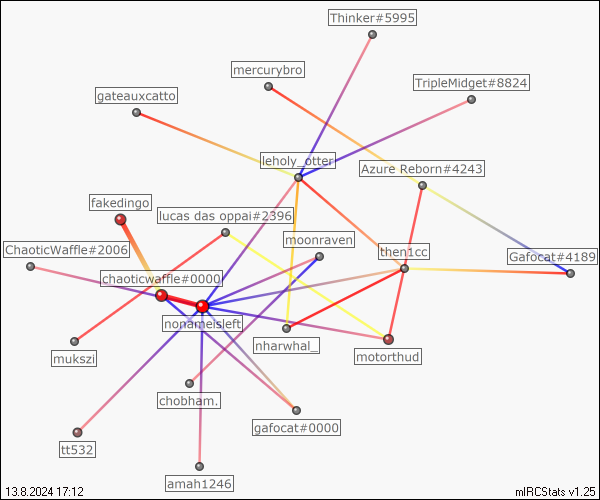 Thinker#5995
mercurybro
TripleMidget#8824
gateauxcatto
leholy_otter
Azure Reborn#4243
fakedingo
lucas das oppai#2396
moonraven
ChaoticWaffle#2006
then1cc
Gafocat#4189
chaoticwaffle#0000
nonameisleft
nharwhal_
mukszi
motorthud
chobham.
gafocat#0000
tt532
amah1246
13.8.2024 17:12
mIRCStats v1.25